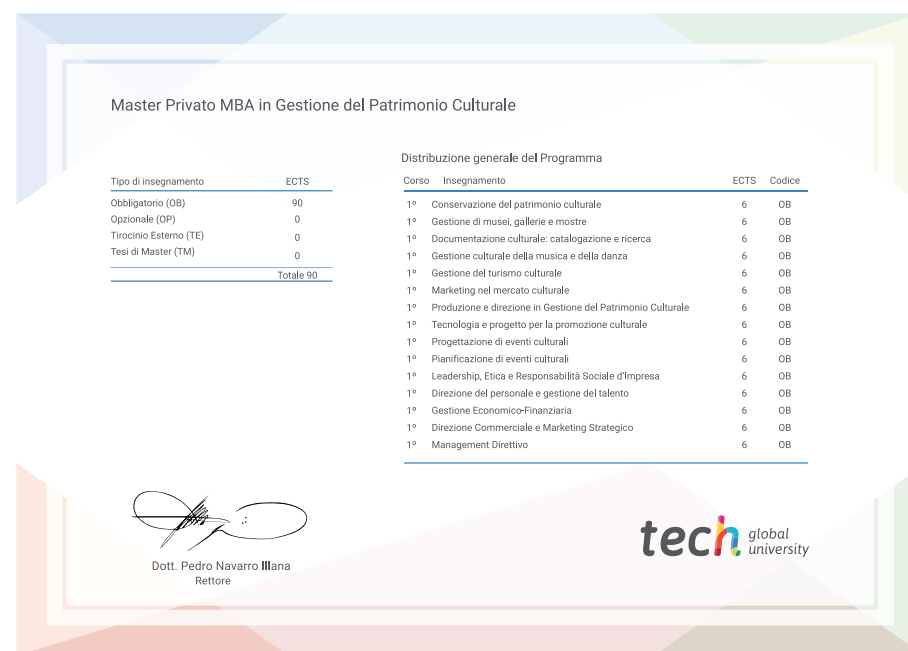 Master Privato MBA in Gestione del Patrimonio Culturale
Tipo di insegnamento ECTS
Obbligatorio (OB) 90
Opzionale (OP) 0
Tirocinio Esterno (TE) 0
Tesi di Master (TM) 0
Totale 90
Distribuzione generale del Programma
Corso Insegnamento ECTS Codice
1º Conservazione del patrimonio culturale 6 OB
1º Gestione di musei, gallerie e mostre 6 OB
1º Documentazione culturale: catalogazione e ricerca 6 OB
1º Gestione culturale della musica e della danza 6 OB
1º Gestione del turismo culturale 6 OB
1º Marketing nel mercato culturale 6 OB
1º Produzione e direzione in Gestione del Patrimonio Culturale 6 OB
1º Tecnologia e progetto per la promozione culturale 6 OB
1º Progettazione di eventi culturali 6 OB
1º Pianificazione di eventi culturali 6 OB
1º Leadership, Etica e Responsabilità Sociale d'Impresa 6 OB
1º Direzione del personale e gestione del talento 6 OB
1º Gestione Economico-Finanziaria 6 OB
1º Direzione Commerciale e Marketing Strategico 6 OB
1º Management Direttivo 6 OB
Dott. Pedro Navarro Illana
Rettore
tech global
university